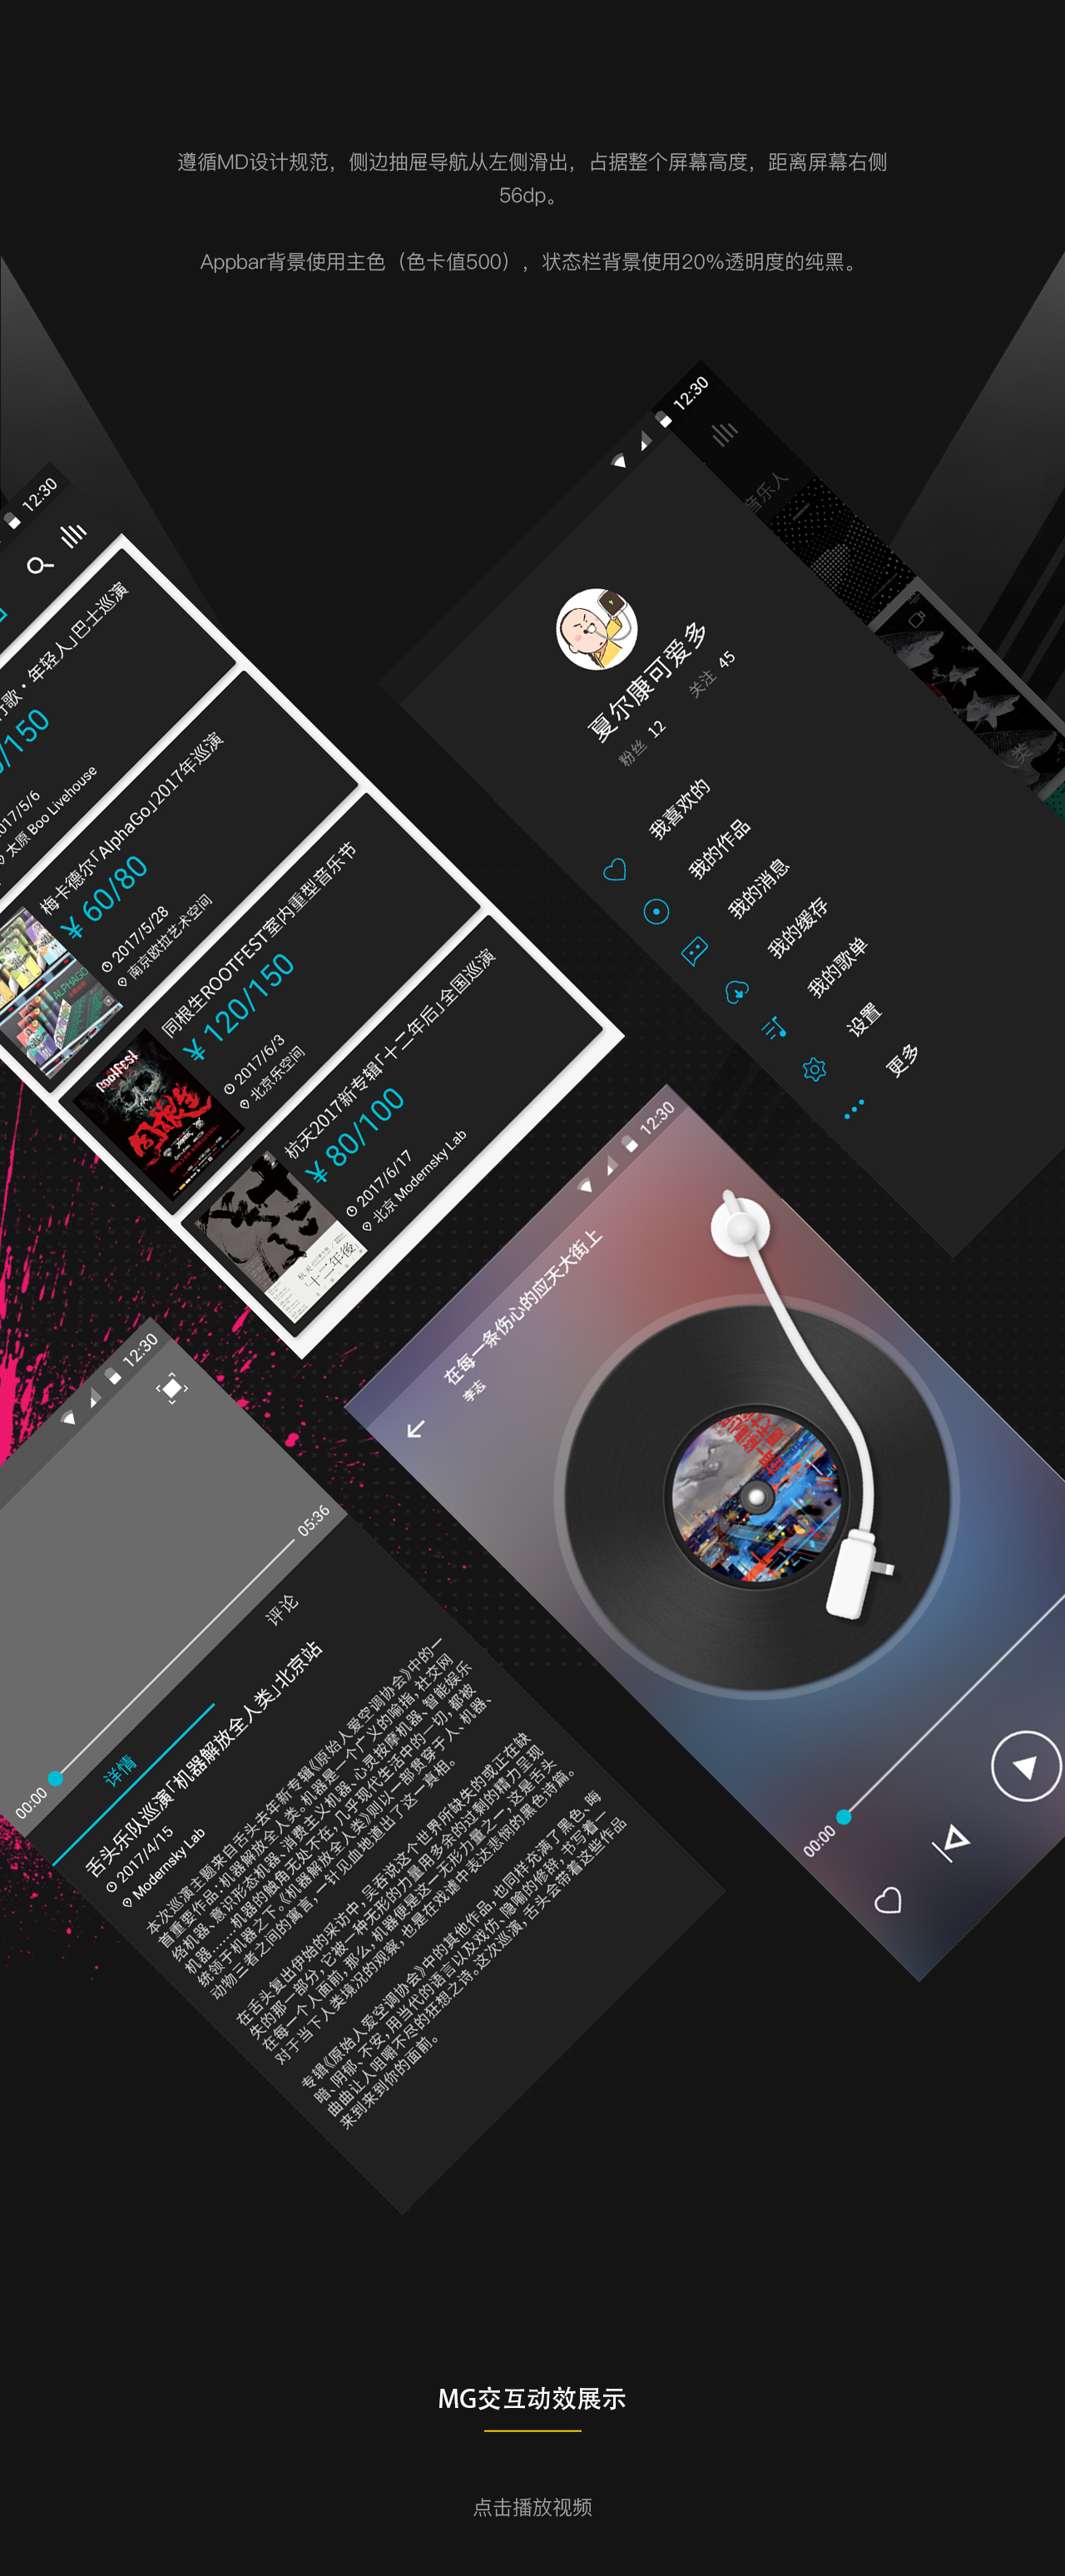 遵循MD设计规范，侧边抽屉导航从左侧滑出，占据整个屏幕高度，距离屏幕右侧
56dp。
Appbar背景使用主色（色卡值500），状态栏背景使用20%透明度的纯黑。
12:30
行歌·年轻人」巴士巡演
/150
2017/5/6
太原 Boo Livehouse
梅卡德尔「AlphaGo」2017年巡演
¥ 60/80
2017/5/28
南京欧拉艺术空间
ALPHAGO
同根生ROOTFEST室内重型音乐节
¥ 120/150
2017/6/3
北京乐空间
rootfest
同根生
杭天2017新专辑「十二年后」全国巡演
¥ 80/100
2017/6/17
北京 Modernsky Lab
杭天
「十二年後」
12:30
音乐人
类
夏尔康可爱多
粉丝 12
关注 45
我喜欢的
我的作品
我的消息
我的缓存
我的歌单
设置
更多
12:30
在每一条伤心的应天大街上
李志
00:00
12:30
00:00
05:36
详情
评论
舌头乐队巡演「机器解放全人类」北京站
2017/4/15
Modernsky Lab
本次巡演主题来自舌头去年新专辑《原始人爱空调协会》中的一
首重要作品:机器解放全人类。机器是一个广义的喻指,社交网
络机器、意识形态机器、消费主义机器、心灵按摩机器、智能娱乐
机器……机器的触角无处不在,几乎现代生活中的一切,都被
统领于机器之下。《机器解放全人类》则以一部贯穿于人、机器、
动物三者之间的寓言,一针见血地道出了这一真相。
在舌头复出伊始的采访中,吴吞说这个世界所缺失的或正在缺
失的那一部分,它被一种无形的力量用多余的过剩的精力呈现
在每一个人面前,那么,机器便是这一无形力量之一,这是舌头
对于当下人类境况的观察,也是在戏谑中表达悲悯的黑色诗篇。
专辑《原始人爱空调协会》中的其他作品,也同样充满了黑色、晦
暗、阴郁、不安,用当代的语言以及戏仿、隐喻的修辞,书写着一
曲曲让人咀嚼不尽的狂想之诗。这次巡演,舌头会带着这些作品
来到来到你的面前。
MG交互动效展示
点击播放视频